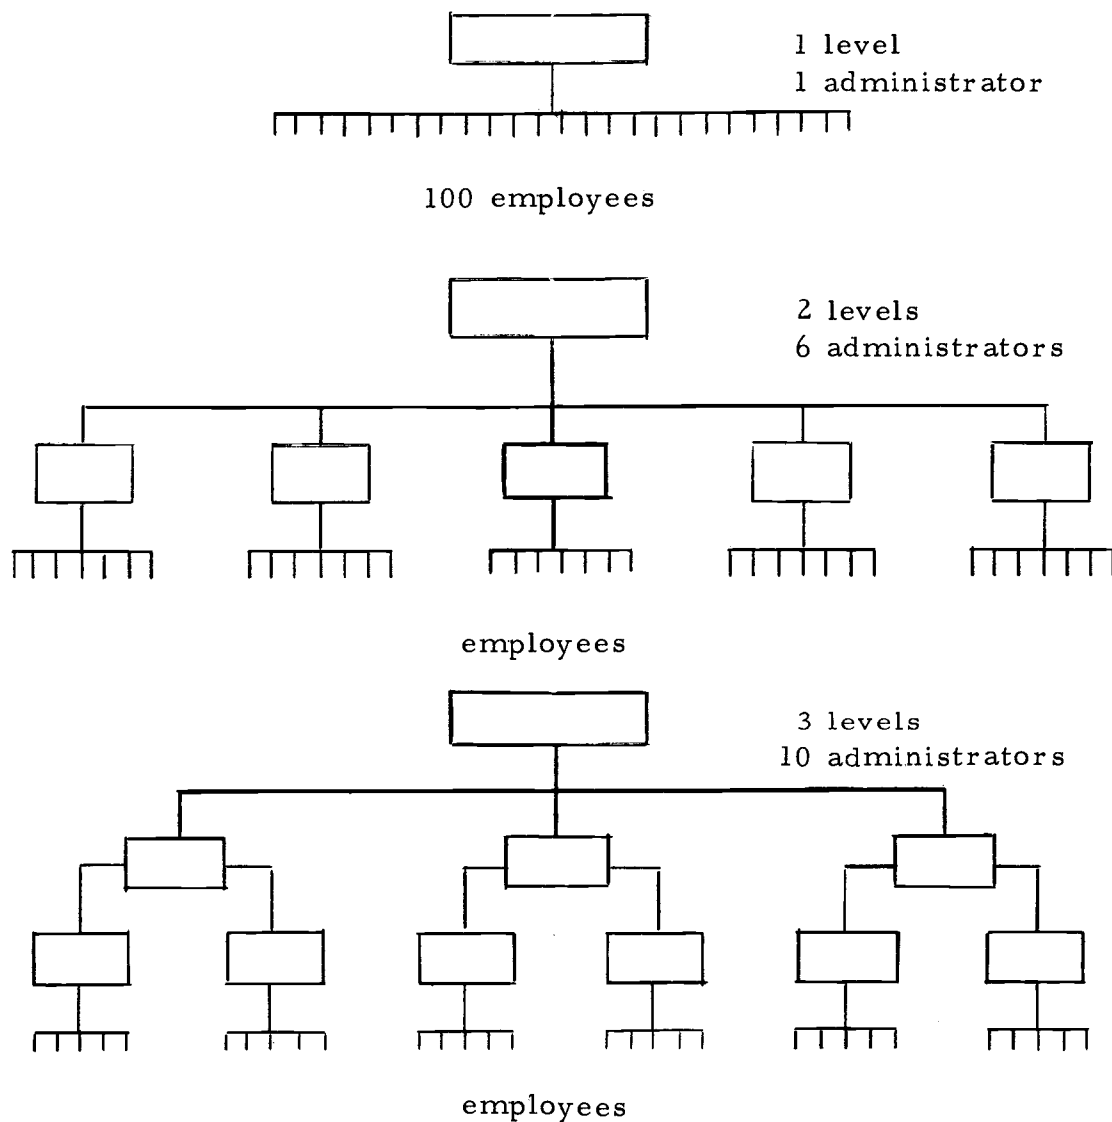 1 level
1 administrator
100 employees
2 levels
6 administrators
employees
3 levels
10 administrators
employees